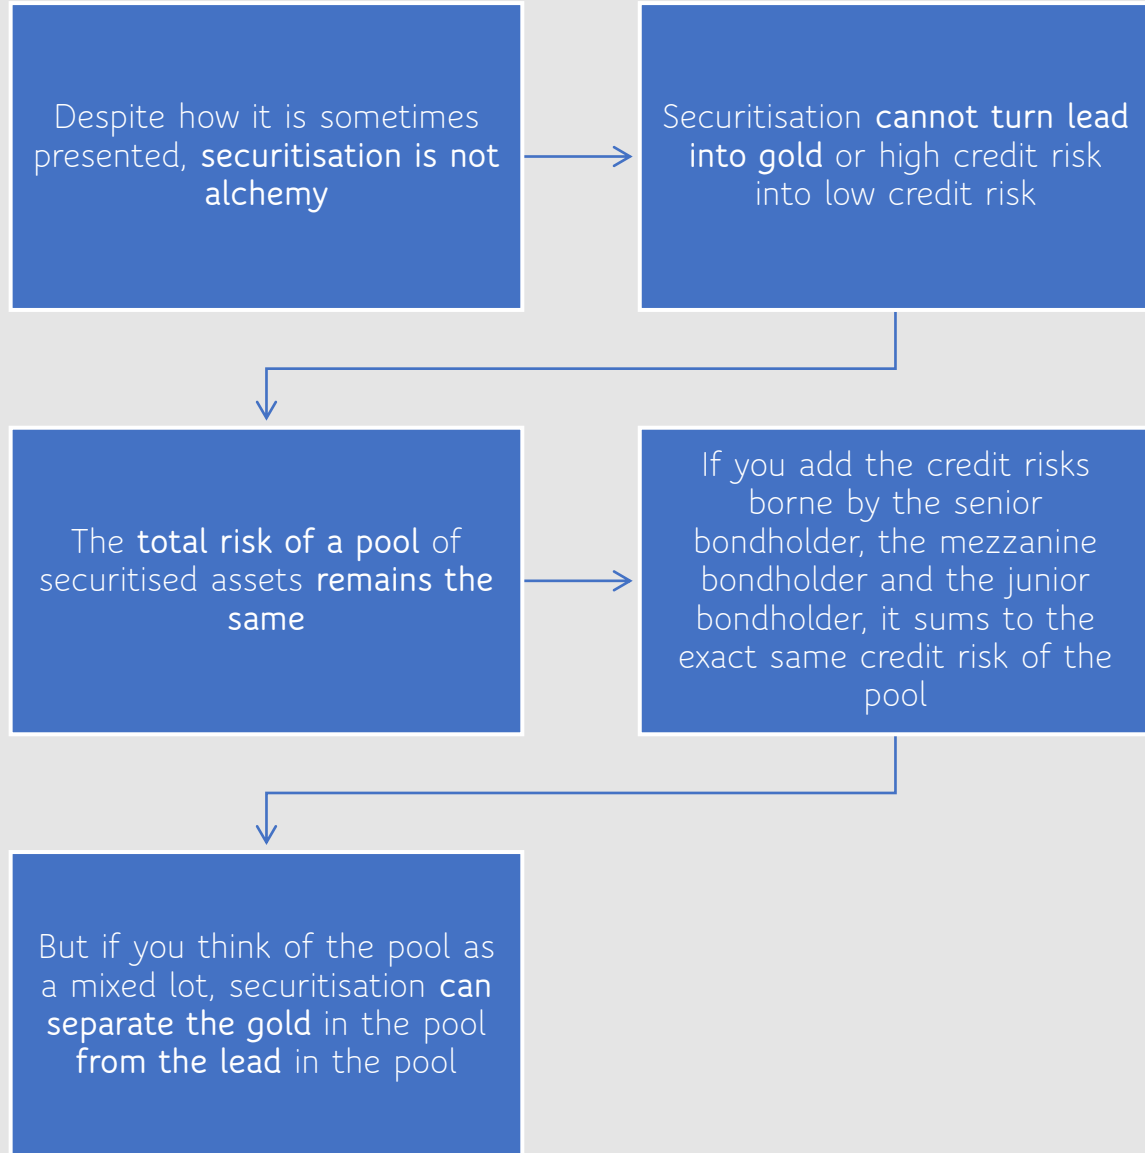 Despite how it is sometimes
presented, securitisation is not
alchemy
Securitisation cannot turn lead
into gold or high credit risk
into low credit risk
The total risk of a pool of
securitised assets remains the
same
If you add the credit risks
borne by the senior
bondholder, the mezzanine
bondholder and the junior
bondholder, it sums to the
exact same credit risk of the
pool
But if you think of the pool as
a mixed lot, securitisation can
separate the gold in the pool
from the lead in the pool